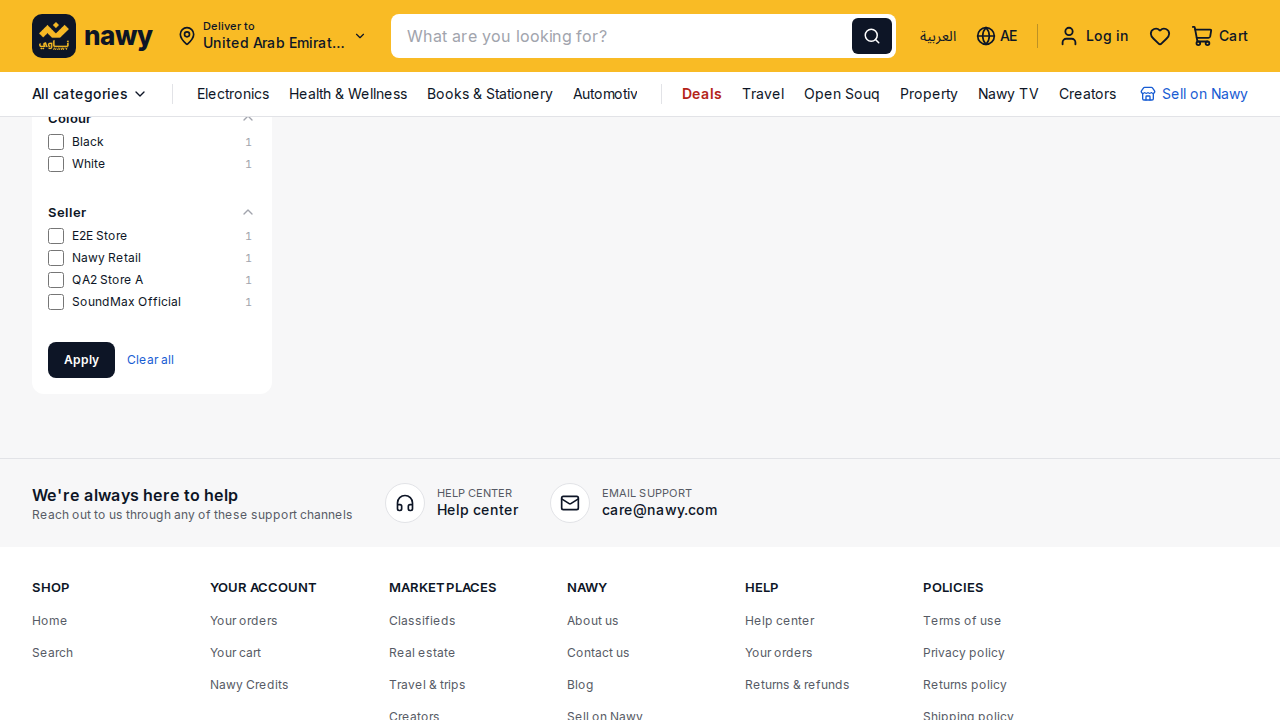 ناوي
NAWY
nawy
Deliver to
United Arab Emirat...
What are you looking for?
العربية
AE
Log in
Cart
All categories
Electronics
Health & Wellness
Books & Stationery
Automotiv
Deals
Travel
Open Souq
Property
Nawy TV
Creators
Sell on Nawy
Colour
Black 1
White 1
Seller
E2E Store 1
Nawy Retail 1
QA2 Store A 1
SoundMax Official 1
Apply
Clear all
We're always here to help
Reach out to us through any of these support channels
HELP CENTER
Help center
EMAIL SUPPORT
care@nawy.com
SHOP
Home
Search
YOUR ACCOUNT
Your orders
Your cart
Nawy Credits
MARKETPLACES
Classifieds
Real estate
Travel & trips
Creators
NAWY
About us
Contact us
Blog
Sell on Nawy
HELP
Help center
Your orders
Returns & refunds
POLICIES
Terms of use
Privacy policy
Returns policy
Shipping policy